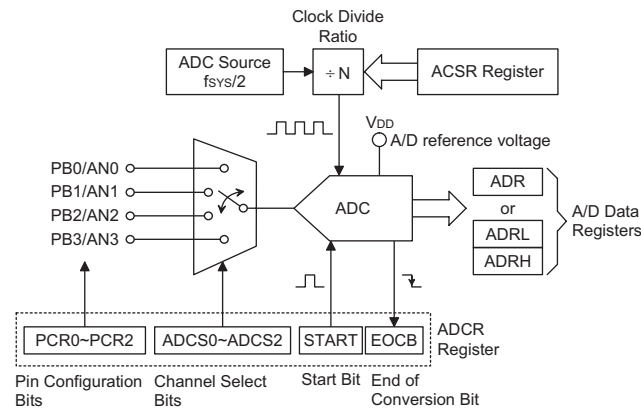 Clock Divide
Ratio
ADC Source
fSYS/2
÷ N
ACSR Register
VDD
A/D reference voltage
PB0/AN0
PB1/AN1
PB2/AN2
PB3/AN3
ADC
ADR
or
ADRL
ADRH
A/D Data
Registers
PCR0~PCR2
ADCS0~ADCS2
START
EOCB
ADCR
Register
Pin Configuration
Bits
Channel Select
Bits
Start Bit
End of
Conversion Bit